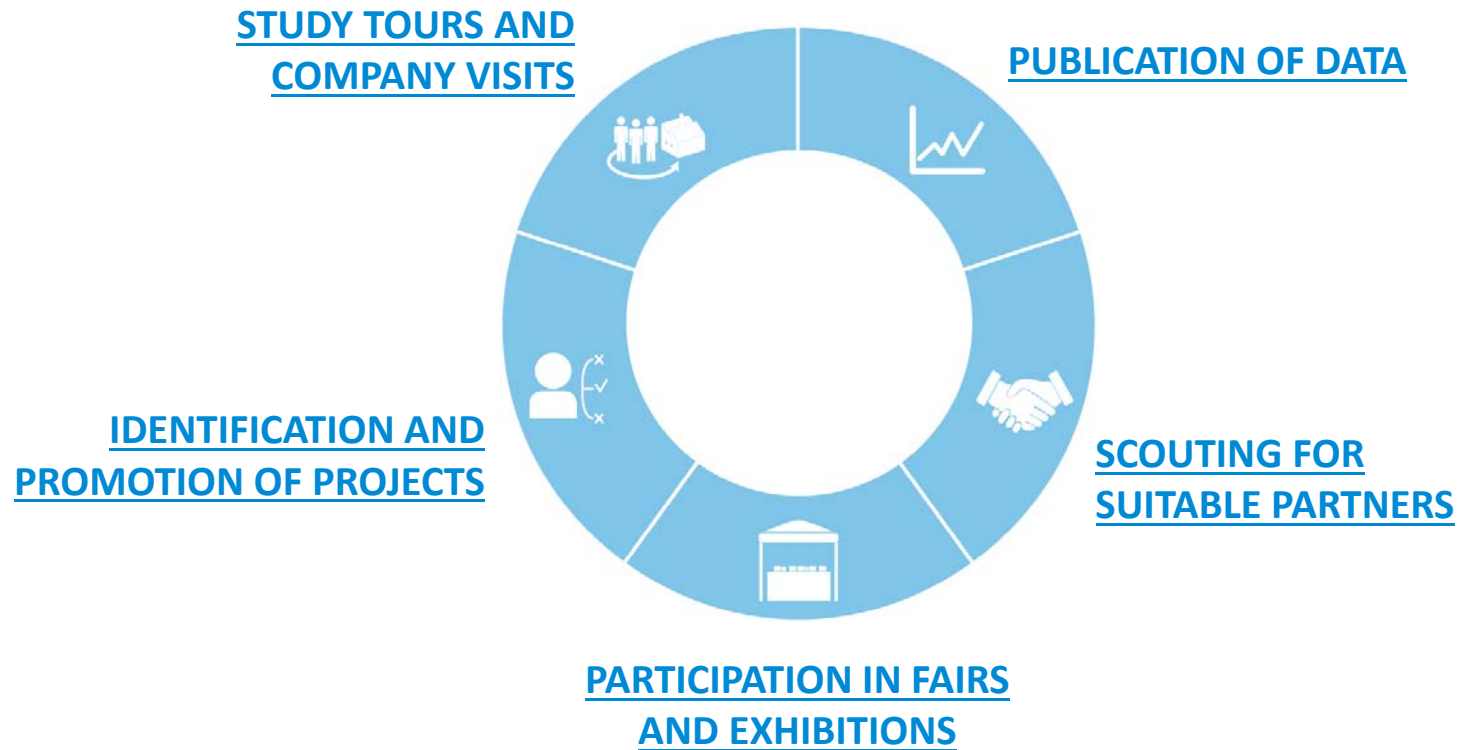 STUDY TOURS AND
COMPANY VISITS
PUBLICATION OF DATA
IDENTIFICATION AND
PROMOTION OF PROJECTS
SCOUTING FOR
SUITABLE PARTNERS
PARTICIPATION IN FAIRS
AND EXHIBITIONS